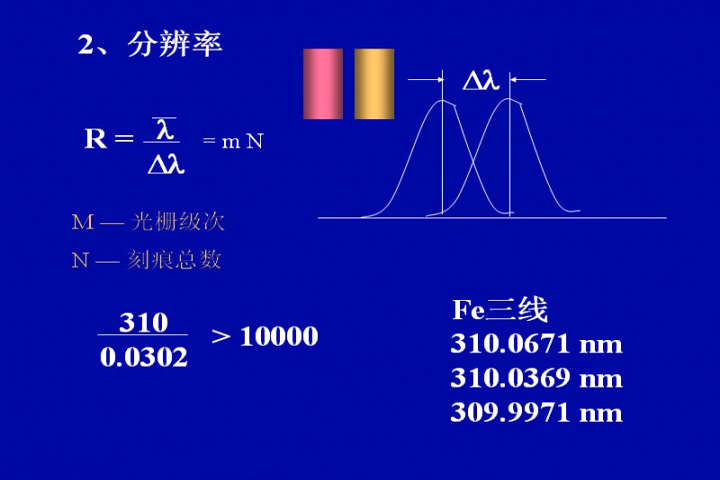 2、分辨率
Δλ
R = λ̅ / Δλ = m N
M — 光栅级次
N — 刻痕总数
310 / 0.0302 > 10000
Fe三线
310.0671 nm
310.0369 nm
309.9971 nm